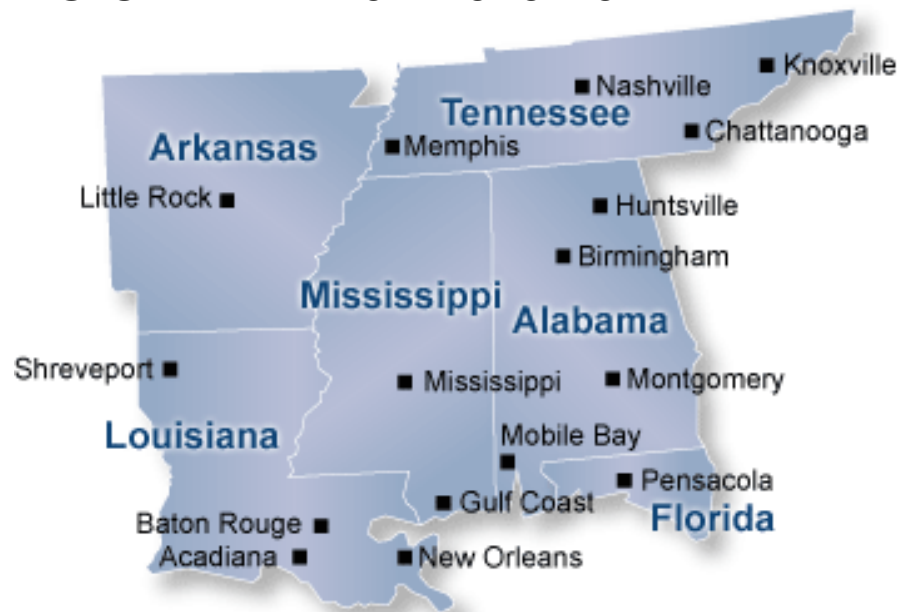 Knoxville
Nashville
Tennessee
Chattanooga
Memphis
Arkansas
Little Rock
Huntsville
Birmingham
Mississippi
Alabama
Shreveport
Mississippi
Montgomery
Louisiana
Mobile Bay
Pensacola
Gulf Coast
Florida
Baton Rouge
Acadiana
New Orleans